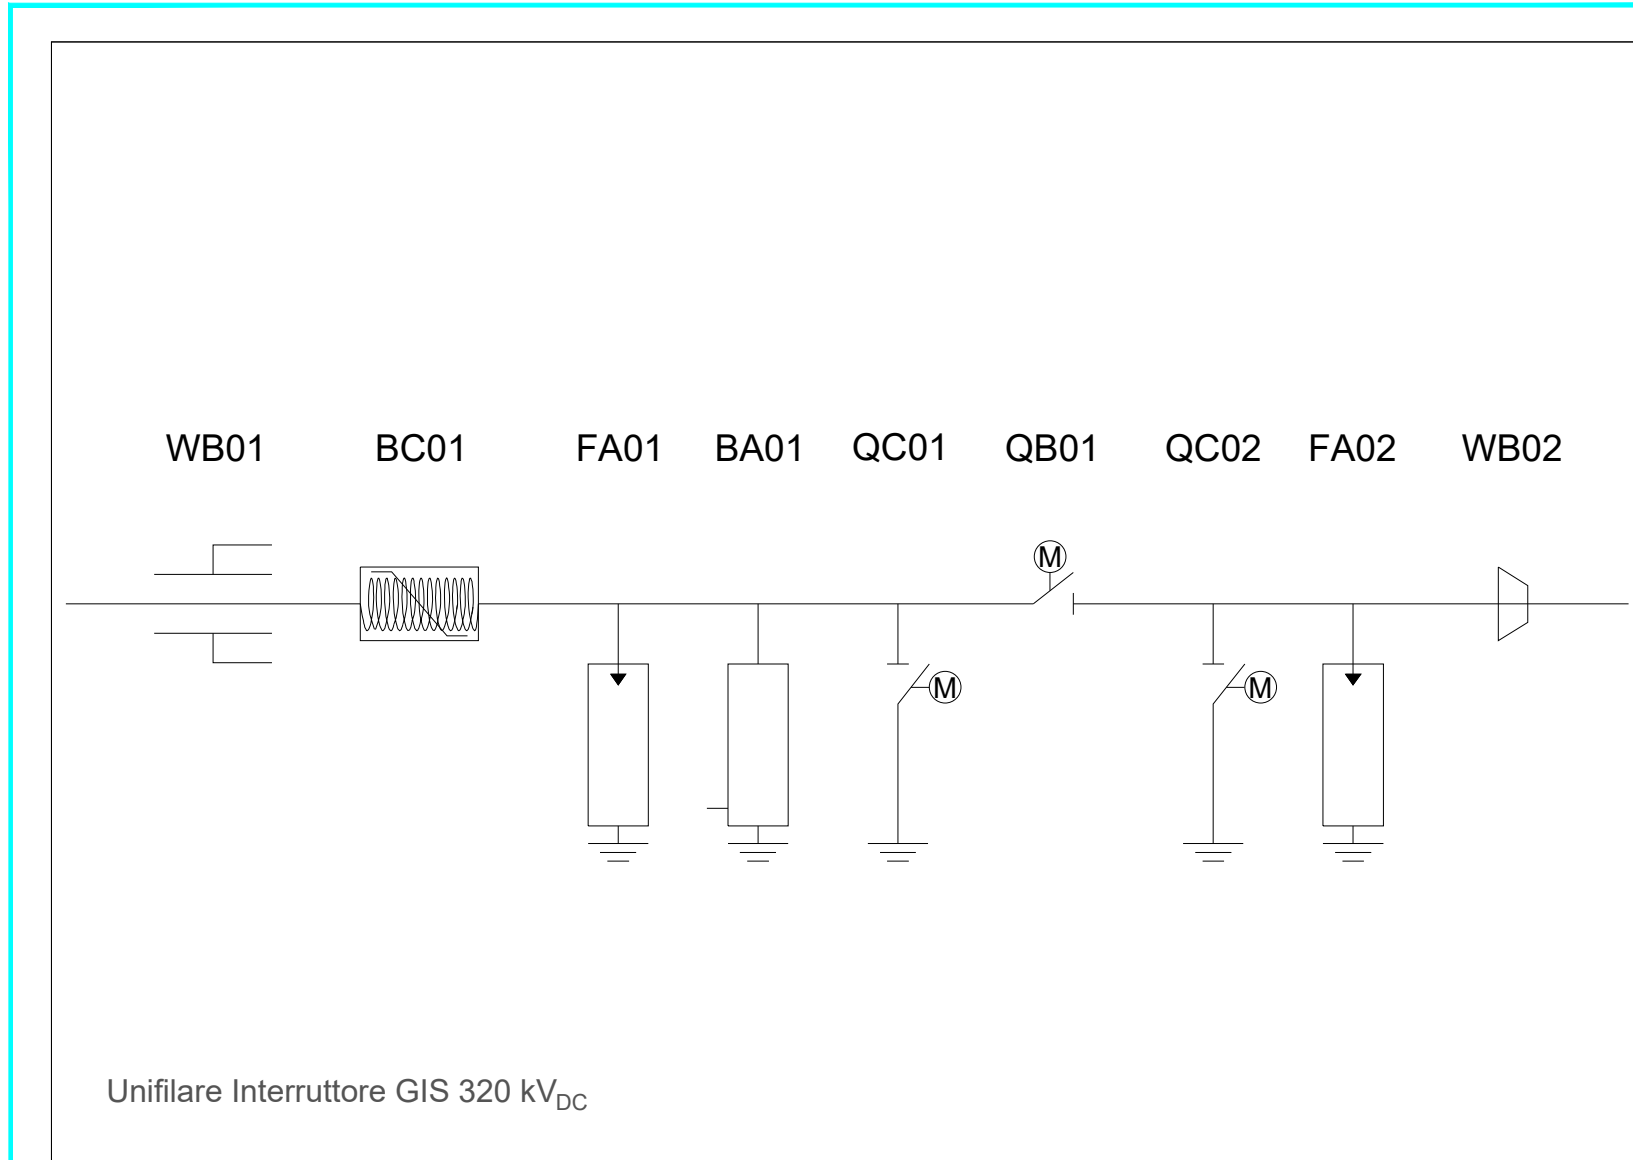 WB01 BC01 FA01 BA01 QC01 QB01 QC02 FA02 WB02
M
M M
Unifilare Interruttore GIS 320 kVDC